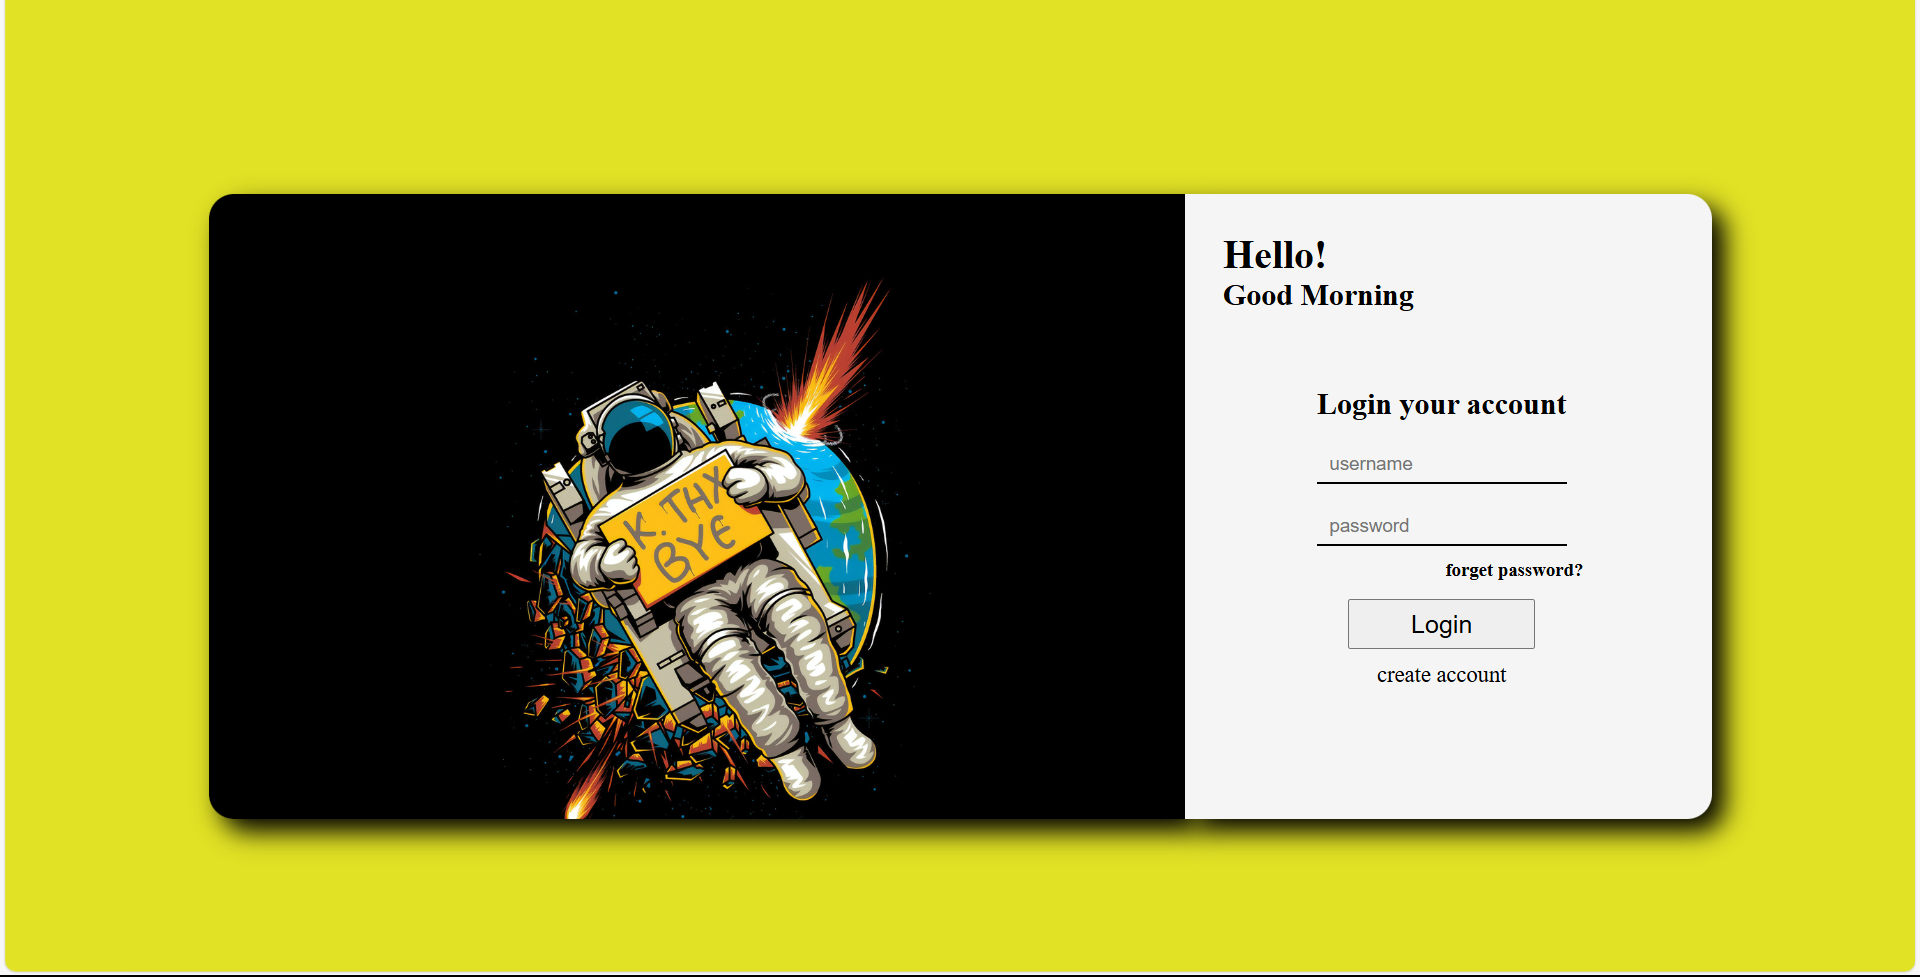 K. THX
BYE
Hello!
Good Morning
Login your account
username
password
forget password?
Login
create account